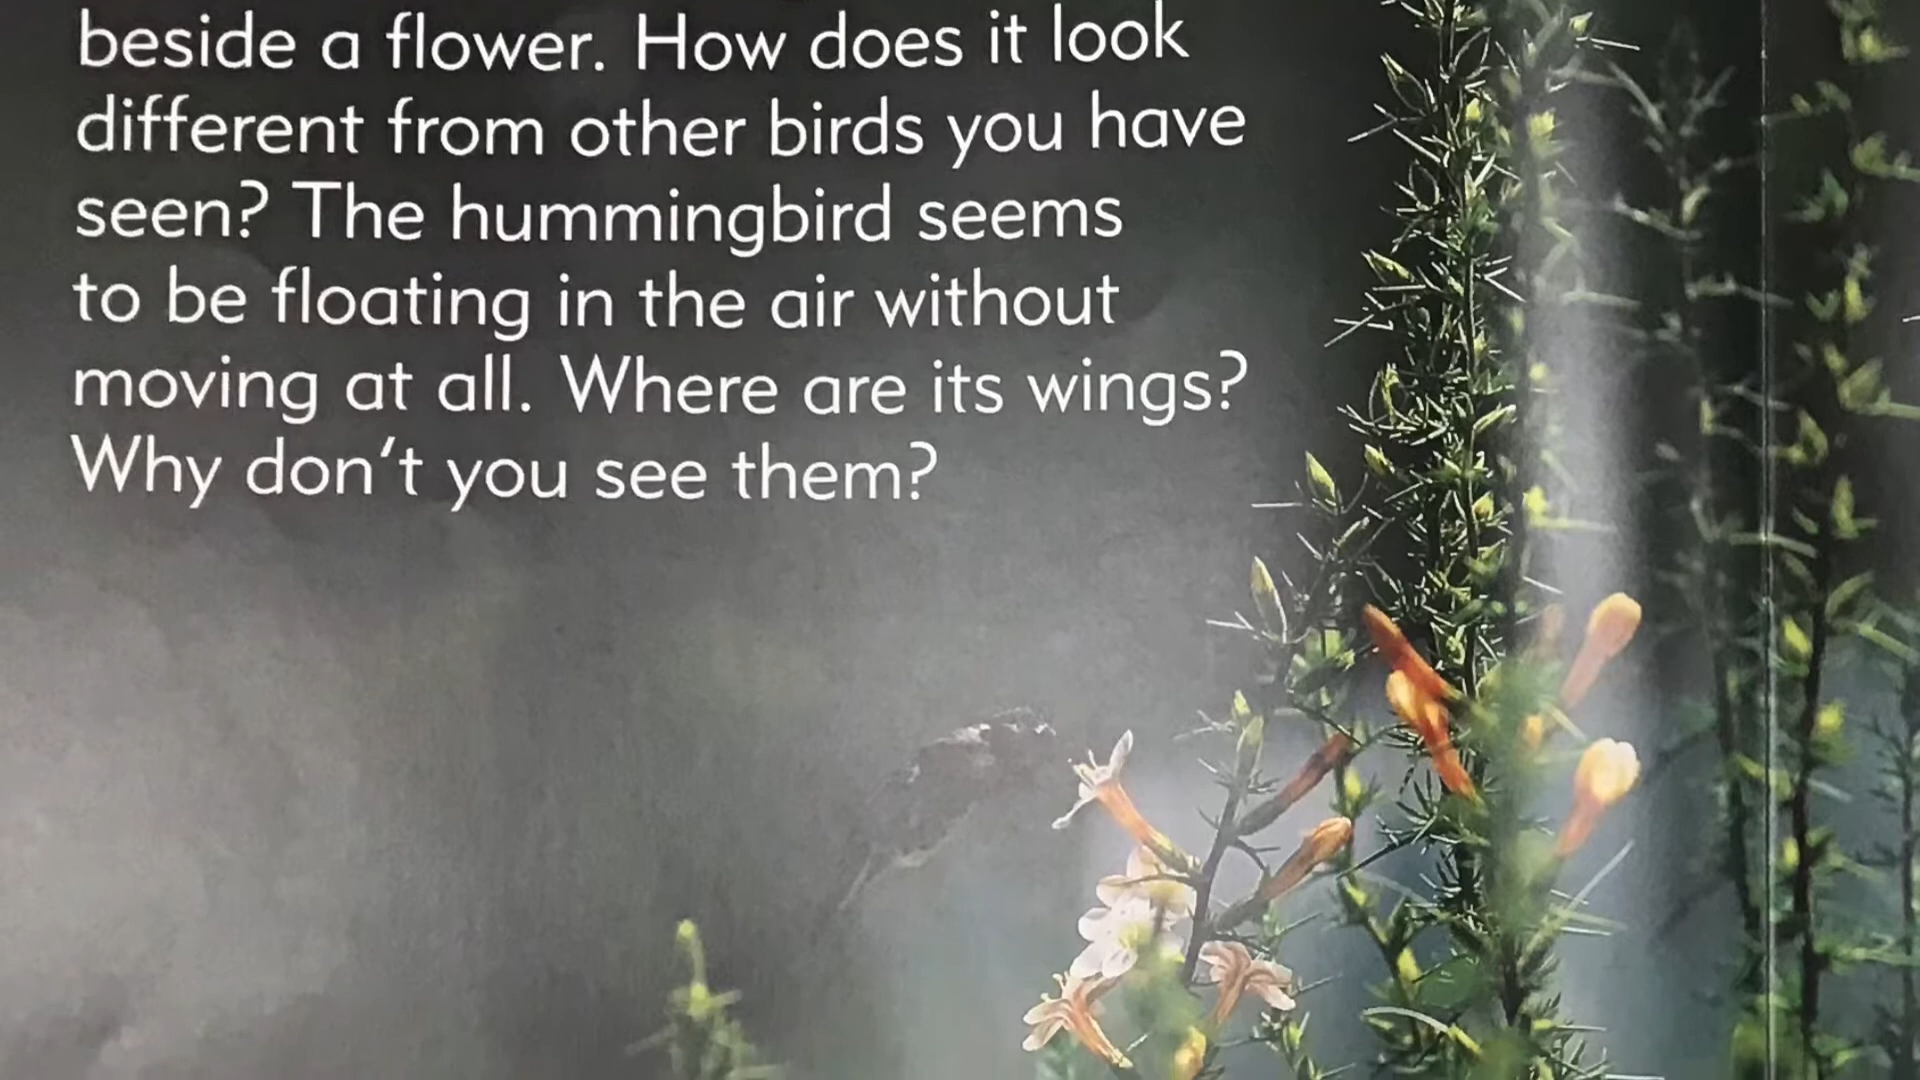 beside a flower. How does it look
different from other birds you have
seen? The hummingbird seems
to be floating in the air without
moving at all. Where are its wings?
Why don't you see them?